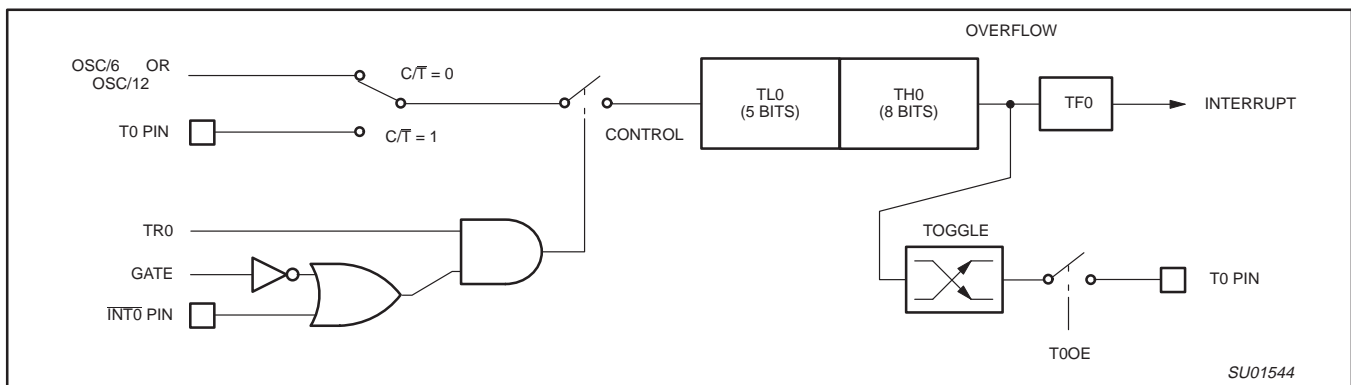 OVERFLOW
OSC/6 OR
OSC/12
C/T̅ = 0
TL0
(5 BITS)
TH0
(8 BITS)
TF0
INTERRUPT
T0 PIN
C/T̅ = 1
CONTROL
TR0
TOGGLE
GATE
T0 PIN
I̅N̅T̅0̅ PIN
T0OE
SU01544